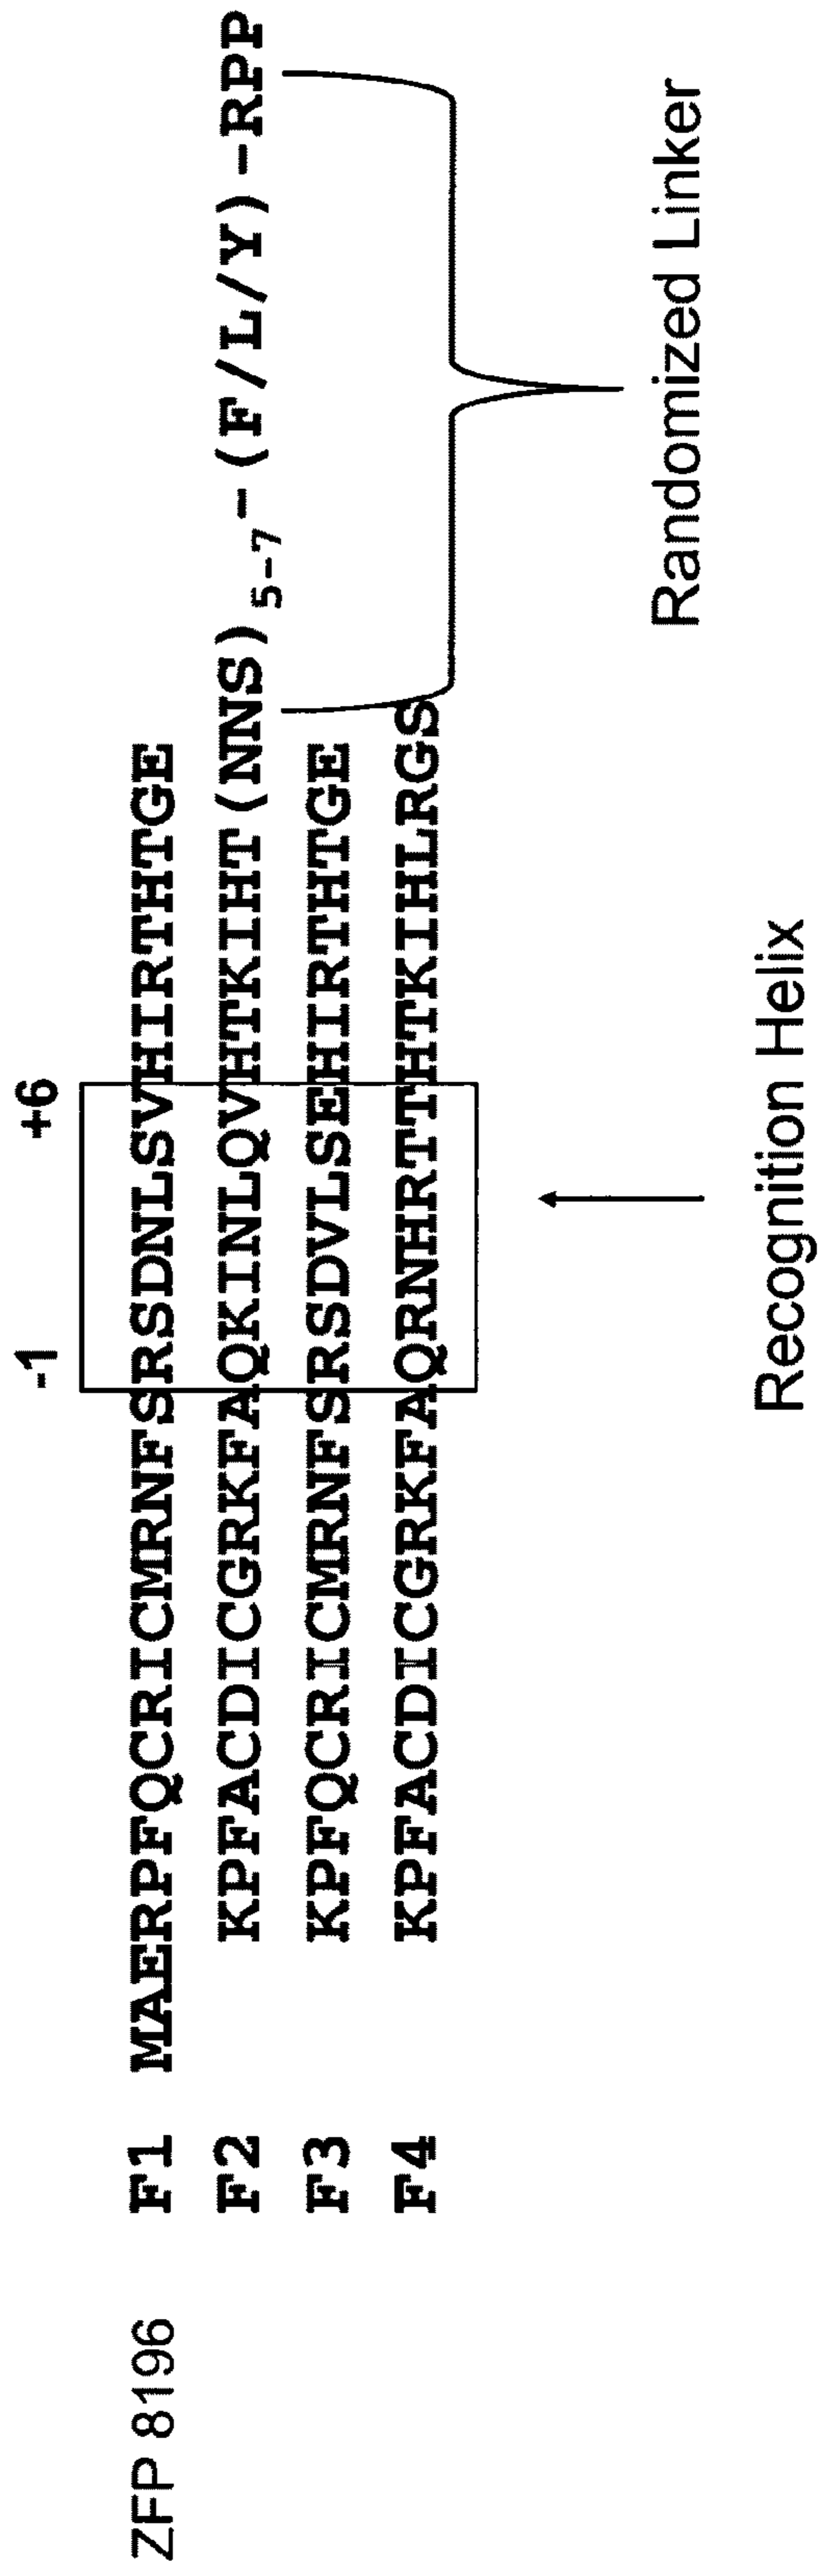 -1 +6
ZFP 8196 F1 MAERPFQCRICMRNFSRSDNLSVHIRTHTGE
F2 KPFACDICGRKFAQKINLQVHTKIHT(NNS)5-7-(F/L/Y)-RPP
F3 KPFQCRICMRNFSRSDVLSEHIRTHTGE
F4 KPFACDICGRKFAQRNHRTTHTKIHLRGS
Randomized Linker
Recognition Helix